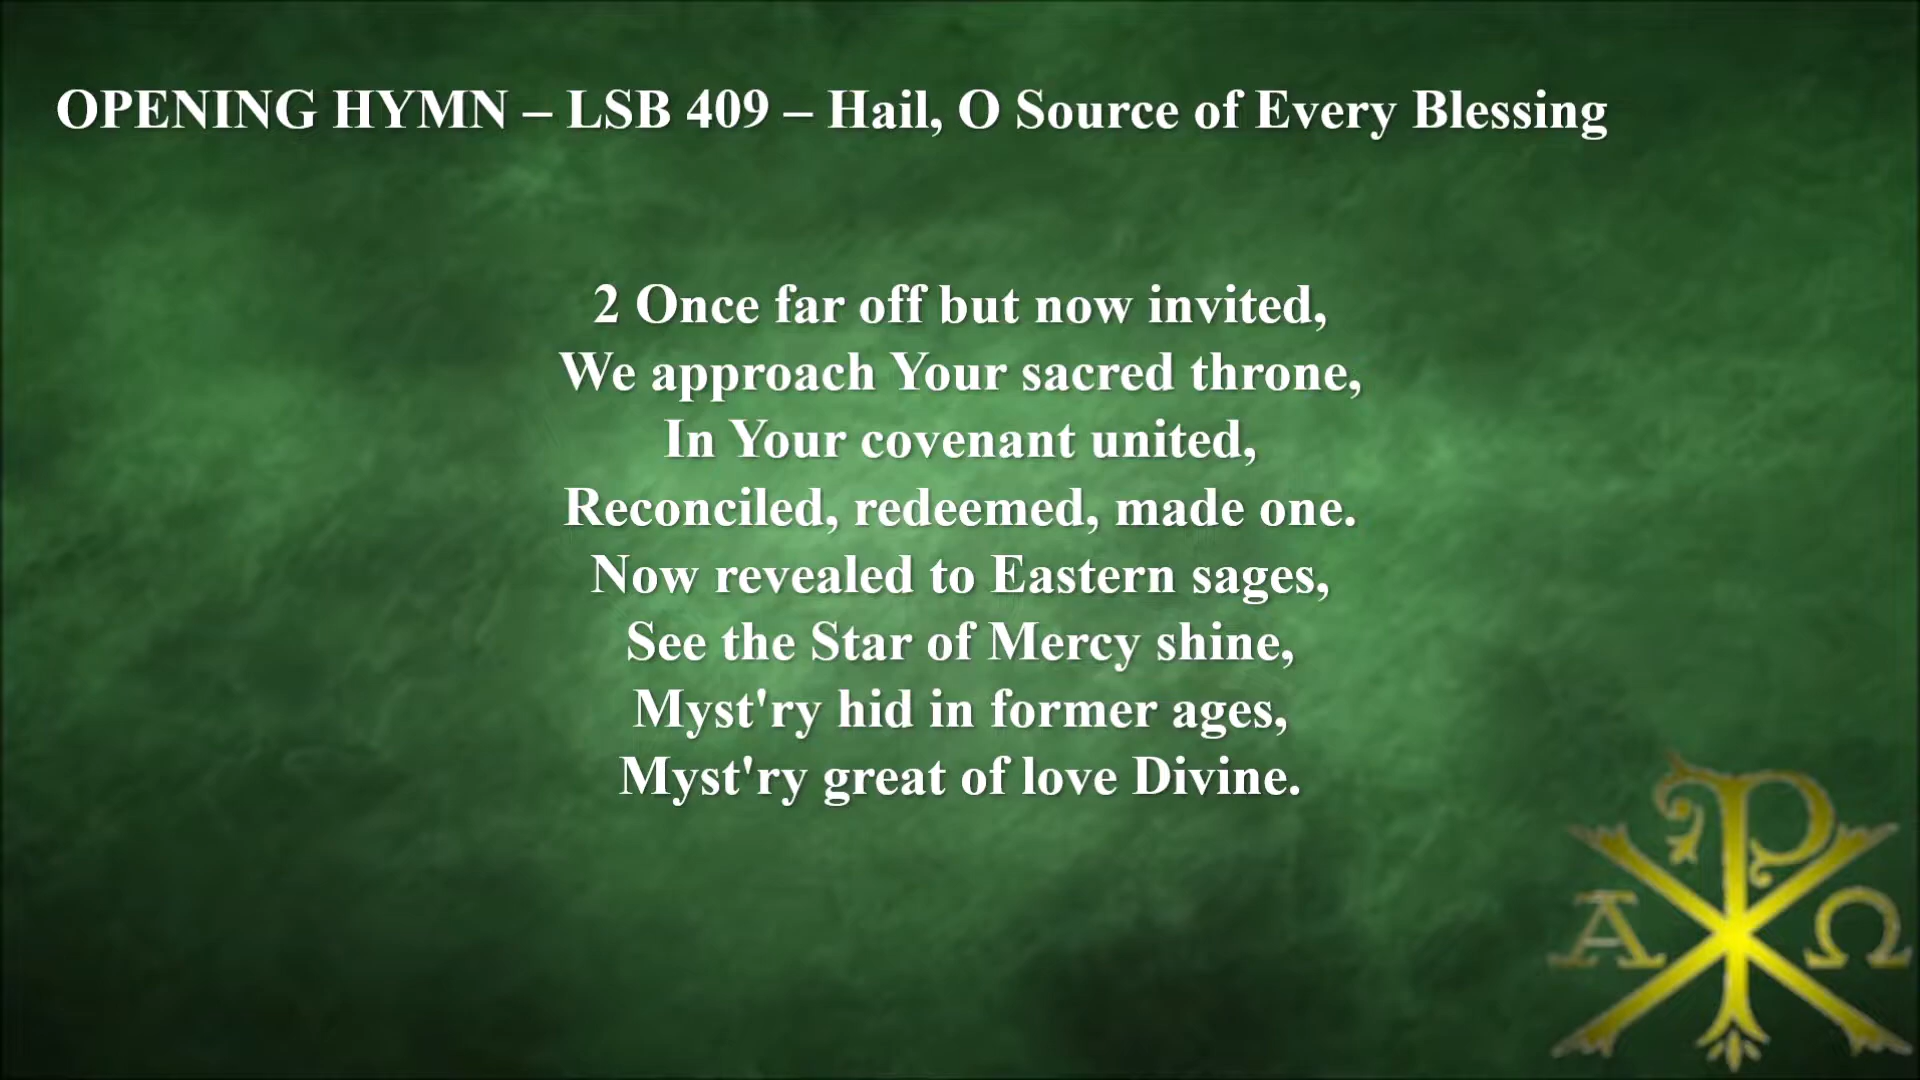 OPENING HYMN – LSB 409 – Hail, O Source of Every Blessing
2 Once far off but now invited,
We approach Your sacred throne,
In Your covenant united,
Reconciled, redeemed, made one.
Now revealed to Eastern sages,
See the Star of Mercy shine,
Myst'ry hid in former ages,
Myst'ry great of love Divine.
Α Ρ Ω